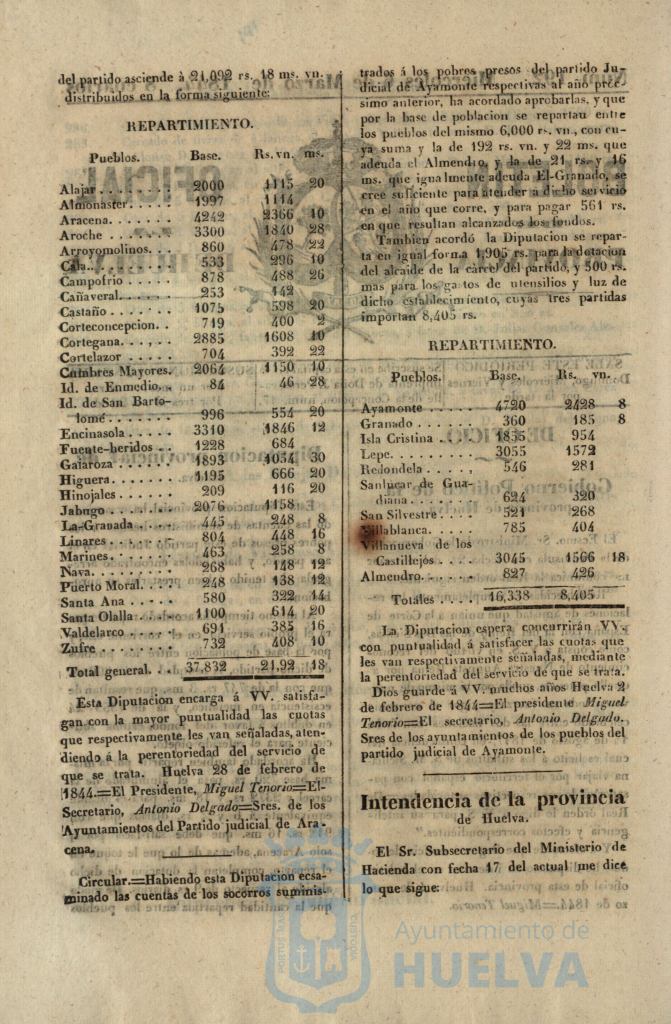 del partido asciende à 21,092 rs. 18 ms. vn.
distribuidos en la forma siguiente:
REPARTIMIENTO.
Pueblos. Base. Rs. vn. ms.
Alajar . . . . . . . . 2000 1115 20
Almonaster. . . . . 1997 1114
Aracena. . . . . . . 4242 2366 10
Aroche . . . . . . . 3300 1840 28
Arroyomolinos. . . 860 478 22
Cala. . . . . . . . . 533 296 10
Campofrio . . . . . 878 488 26
Cañaveral. . . . . . 253 142
Castaño . . . . . . 1075 598 20
Corteconcepcion. . 719 400 2
Cortegana. . . . . . 2885 1608 10
Cortelazor . . . . . 704 392 22
Cumbres Mayores. 2064 1150 10
Id. de Enmedio. . 84 46 28
Id. de San Barto-
lomé. . . . . . . 996 554 20
Encinasola . . . . . 3310 1846 12
Fuente-heridos . . 1228 684
Galaroza . . . . . . 1893 1054 30
Higuera. . . . . . . 1195 666 20
Hinojales . . . . . 209 116 20
Jabugo . . . . . . . 2076 1158
La-Granada . . . . 445 248 8
Linares . . . . . . . 804 448 16
Marines. . . . . . . 463 258 8
Nava. . . . . . . . . 268 148 12
Puerto Moral. . . . 248 138 12
Santa Ana . . . . . 580 322 14
Santa Olalla . . . . 1100 614 20
Valdelarco . . . . . 691 385 16
Zufre . . . . . . . . 732 408 10
Total general. . . 37,832 21,92 18
Esta Diputacion encarga á VV. satisfa-
gan con la mayor puntualidad las cuotas
que respectivamente les van señaladas, aten-
diendo á la perentoriedad del servicio de
que se trata. Huelva 28 de febrero de
1844.=El Presidente, Miguel Tenorio=El-
Secretario, Antonio Delgado=Sres. de los
Ayuntamientos del Partido judicial de Ara-
cena.
Circular.=Habiendo esta Diputacion ecsa-
minado las cuentas de los socorros suminis-
trados á los pobres presos del partido Ju-
dicial de Ayamonte respectivas al año prec-
simo anterior, ha acordado aprobarlas, y que
por la base de poblacion se repartan entre
los pueblos del mismo 6,000 rs. vn., con cu-
ya suma y la de 192 rs. vn. y 22 ms. que
adeuda el Almendro, y la de 21 rs. y 16
ms. que igualmente adeuda El-Granado, se
cree suficiente para atender a dicho servicio
en el año que corre, y para pagar 561 rs.
en que resultan alcanzados los fondos.
Tambien acordó la Diputacion se repar-
ta en igual forma 1,905 rs. para la dotacion
del alcaide de la càrcel del partido, y 500 rs.
mas para los gastos de utensilios y luz de
dicho establecimiento, cuyas tres partidas
importan 8,405 rs.
REPARTIMIENTO.
Pueblos. Base. Rs. vn.
Ayamonte . . . . . 4720 2428 8
Granado . . . . . . 360 185 8
Isla Cristina . . . . 1855 954
Lepe. . . . . . . . . 3055 1572
Redondela . . . . . 546 281
Sanlucar de Gua-
diana. . . . . . . 624 320
San Silvestre . . . . 521 268
Villablanca. . . . . 785 404
Villanueva de los
Castillejos . . . . 3045 1566 18
Almendro. . . . . . 827 426
Totales . . . . 16,338 8,405
La Diputacion espera concurrirán VV.
con puntualidad á satisfacer las cuotas que
les van respectivamente señaladas, mediante
la perentoriedad del servicio de que se trata.
Dios guarde á VV. muchos años Huelva 2
de febrero de 1844=El presidente Miguel
Tenorio=El secretario, Antonio Delgado.
Sres de los ayuntamientos de los pueblos del
partido judicial de Ayamonte.
Intendencia de la provincia
de Huelva.
El Sr. Subsecretario del Ministerio de
Hacienda con fecha 17 del actual me dice
lo que sigue:
Ayuntamiento de
HUELVA